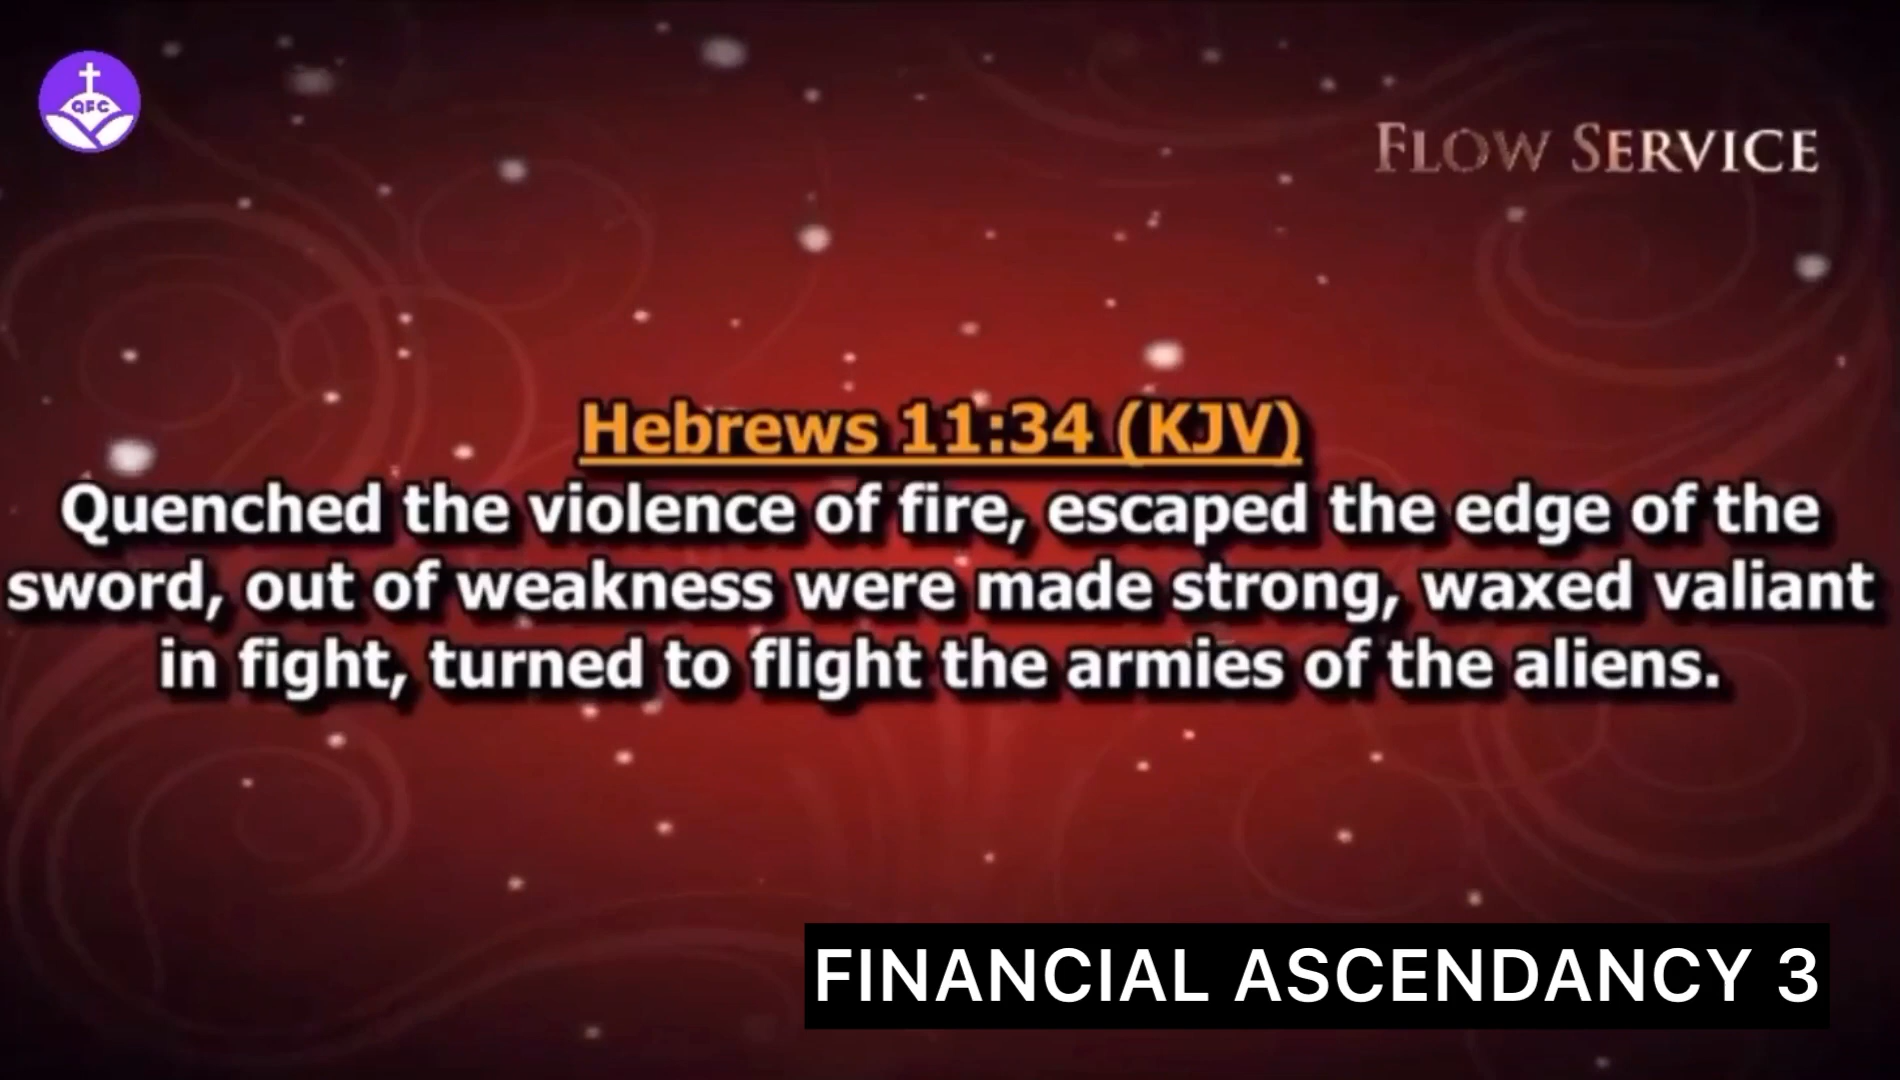 QFC
FLOW SERVICE
Hebrews 11:34 (KJV)
Quenched the violence of fire, escaped the edge of the
sword, out of weakness were made strong, waxed valiant
in fight, turned to flight the armies of the aliens.
FINANCIAL ASCENDANCY 3